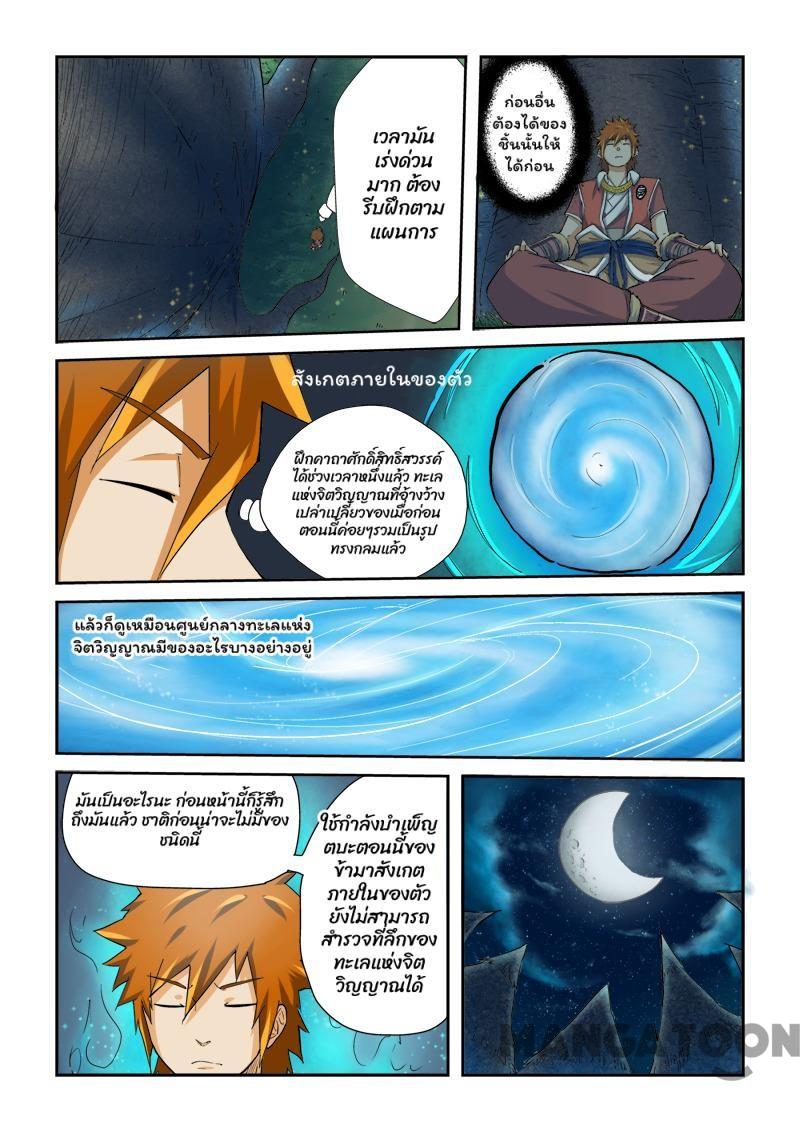 เวลามัน
เร่งด่วน
มาก ต้อง
รีบฝึกตาม
แผนการ
ก่อนอื่น
ต้องได้ของ
ชิ้นนั้นให้
ได้ก่อน
สังเกตภายในของตัว
ฝึกคาถาศักดิ์สิทธิ์สวรรค์
ได้ช่วงเวลาหนึ่งแล้ว ทะเล
แห่งจิตวิญญาณที่อ้างว้าง
เปล่าเปลี่ยวของเมื่อก่อน
ตอนนี้ค่อยๆรวมเป็นรูป
ทรงกลมแล้ว
แล้วก็ดูเหมือนศูนย์กลางทะเลแห่ง
จิตวิญญาณมีของอะไรบางอย่างอยู่
มันเป็นอะไรนะ ก่อนหน้านี้ก็รู้สึก
ถึงมันแล้ว ชาติก่อนน่าจะไม่มีของ
ชนิดนี้
ใช้กำลังบำเพ็ญ
ตบะตอนนี้ของ
ข้ามาสังเกต
ภายในของตัว
ยังไม่สามารถ
สำรวจที่ลึกของ
ทะเลแห่งจิต
วิญญาณได้
MANGATOON